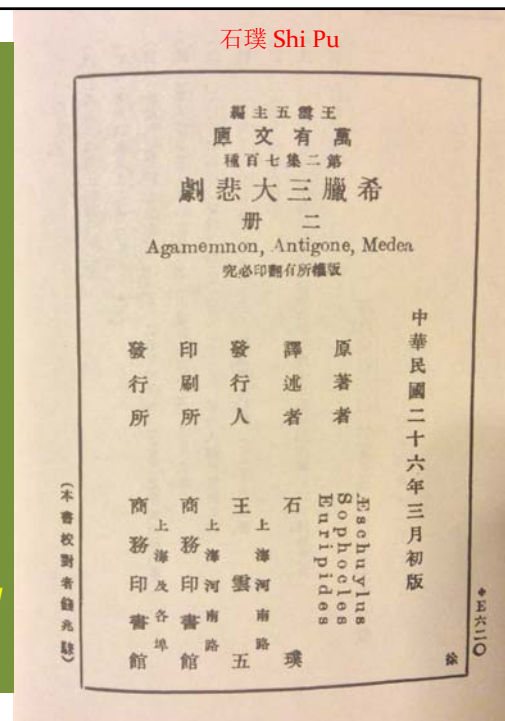 石璞 Shi Pu
王雲五主編
萬有文庫
第二集七百種
希臘三大悲劇
二册
Agamemnon, Antigone, Medea
版權所有翻印必究
◆E六二〇
徐
中華民國二十六年三月初版
原著者
Æschuylus
Sophocles
Euripides
譯述者 石璞
發行人
上海河南路
王雲五
印刷所
上海河南路
商務印書館
發行所
上海及各埠
商務印書館
(本書校對者錢兆)